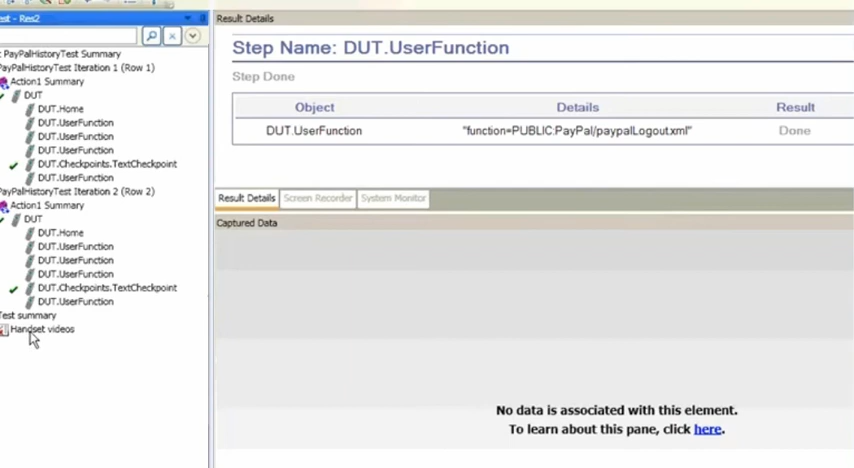 est - Res2
PayPalHistoryTest Summary
PayPalHistoryTest Iteration 1 (Row 1)
Action1 Summary
DUT
DUT.Home
DUT.UserFunction
DUT.UserFunction
DUT.UserFunction
DUT.Checkpoints.TextCheckpoint
DUT.UserFunction
PayPalHistoryTest Iteration 2 (Row 2)
Action1 Summary
DUT
DUT.Home
DUT.UserFunction
DUT.UserFunction
DUT.UserFunction
DUT.Checkpoints.TextCheckpoint
DUT.UserFunction
Test summary
Handset videos
Result Details
Step Name: DUT.UserFunction
Step Done
Object Details Result
DUT.UserFunction "function=PUBLIC:PayPal/paypalLogout.xml" Done
Result Details Screen Recorder System Monitor
Captured Data
No data is associated with this element.
To learn about this pane, click here.